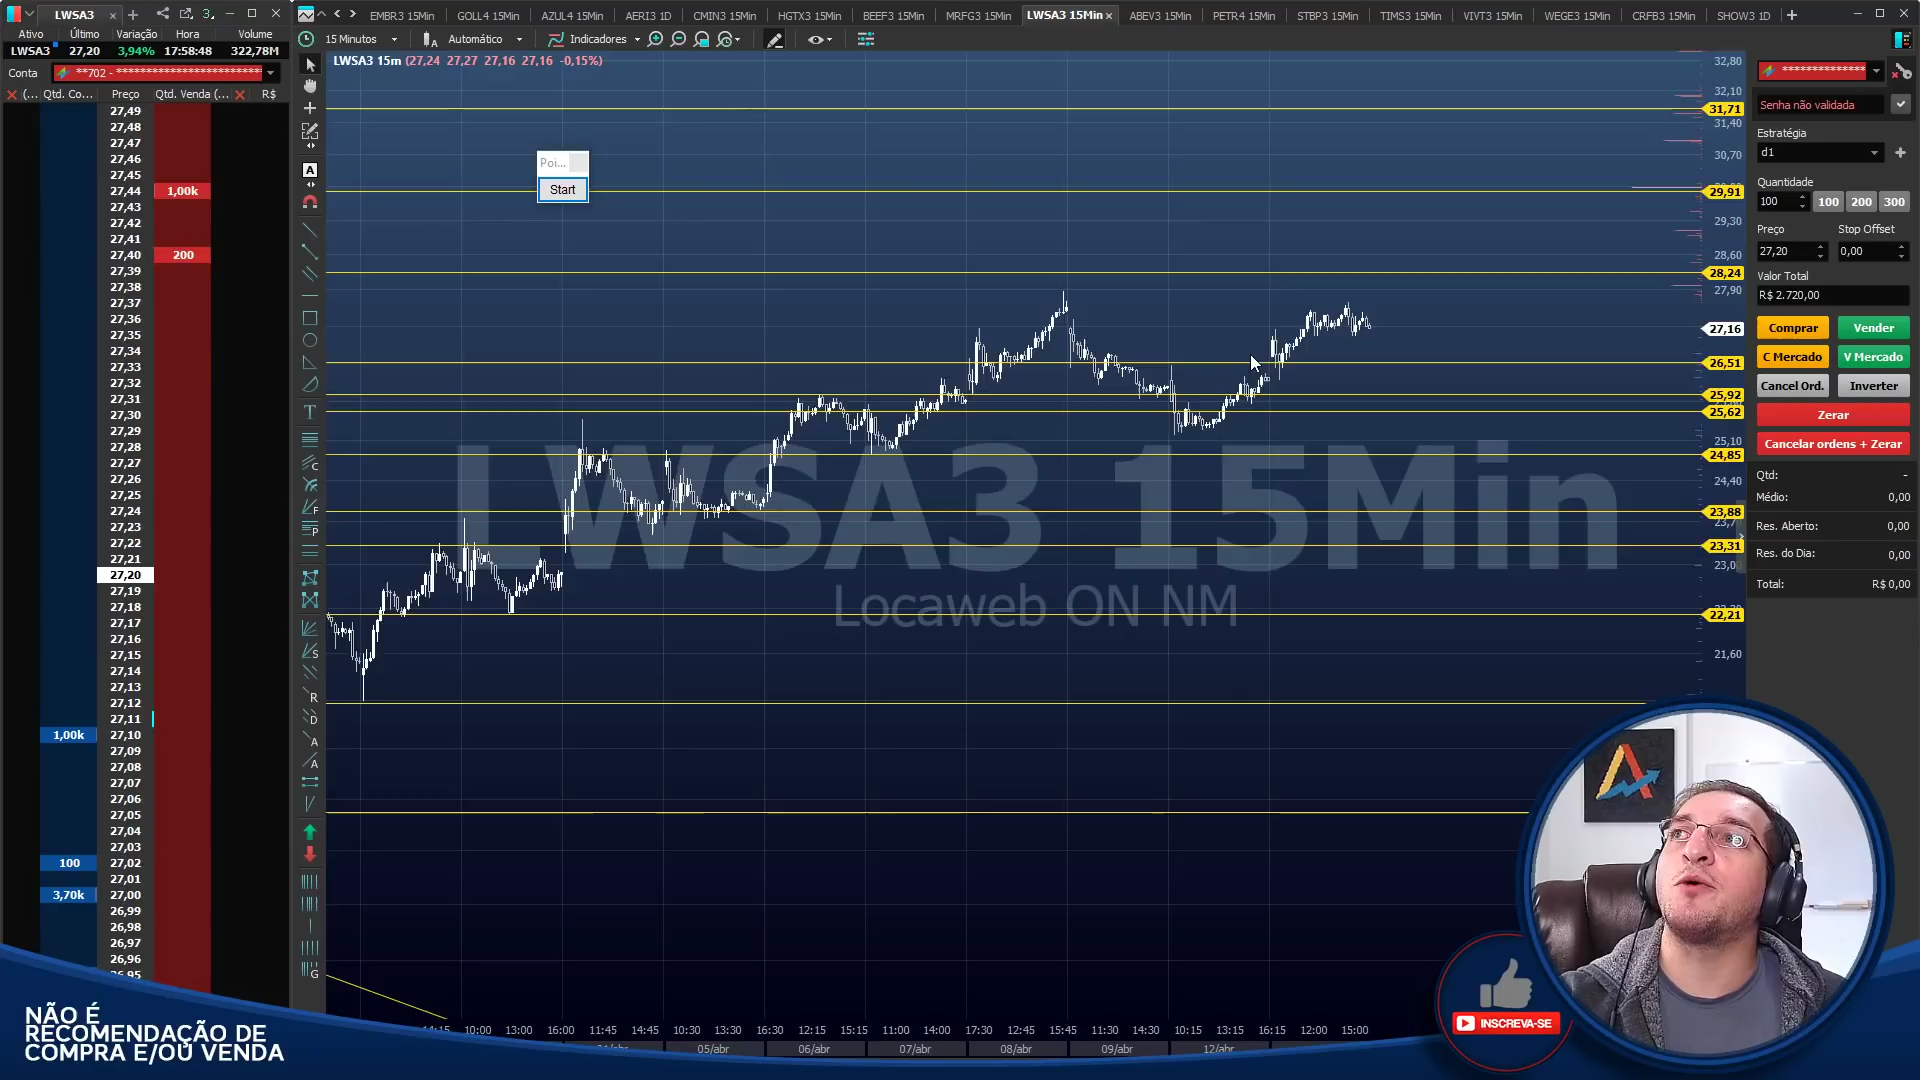 LWSA3
3
EMBR3 15Min
GOLL4 15Min
AZUL4 15Min
AERI3 1D
CMIN3 15Min
HGTX3 15Min
BEEF3 15Min
MRFG3 15Min
LWSA3 15Min
ABEV3 15Min
PETR4 15Min
STBP3 15Min
TIMS3 15Min
VIVT3 15Min
WEGE3 15Min
CRFB3 15Min
SHOW3 1D
Ativo Último Variação Hora Volume
LWSA3 27,20 3,94% 17:58:48 322,78M
15 Minutos Automático Indicadores
LWSA3 15m (27,24 27,27 27,16 27,16 -0,15%)
Conta **702 - **************************
(... Qtd. Co... Preço Qtd. Venda (... R$
27,49
27,48
27,47
27,46
27,45
27,44 1,00k
27,43
27,42
27,41
27,40 200
27,39
27,38
27,37
27,36
27,35
27,34
27,33
27,32
27,31
27,30
27,29
27,28
27,27
27,26
27,25
27,24
27,23
27,22
27,21
27,20
27,19
27,18
27,17
27,16
27,15
27,14
27,13
27,12
27,11
1,00k 27,10
27,09
27,08
27,07
27,06
27,05
27,04
27,03
100 27,02
27,01
3,70k 27,00
26,99
26,98
26,97
26,96
Poi...
Start
LWSA3 15Min
Locaweb ON NM
32,80
32,10
31,71
31,40
30,70
29,91
29,30
28,60
28,24
27,90
27,16
26,51
25,92
25,62
25,10
24,85
24,40
23,88
23,31
23,00
22,21
21,60
10:00 13:00 16:00 11:45 14:45 10:30 13:30 16:30 12:15 15:15 11:00 14:00 17:30 12:45 15:45 11:30 14:30 10:15 13:15 16:15 12:00 15:00
05/abr 06/abr 07/abr 08/abr 09/abr 12/abr
**************
Senha não validada
Estratégia
d1
Quantidade
100 100 200 300
Preço Stop Offset
27,20 0,00
Valor Total
R$ 2.720,00
Comprar Vender
C Mercado V Mercado
Cancel Ord. Inverter
Zerar
Cancelar ordens + Zerar
Qtd: -
Médio: 0,00
Res. Aberto: 0,00
Res. do Dia: 0,00
Total: R$ 0,00
NÃO É
RECOMENDAÇÃO DE
COMPRA E/OU VENDA
INSCREVA-SE